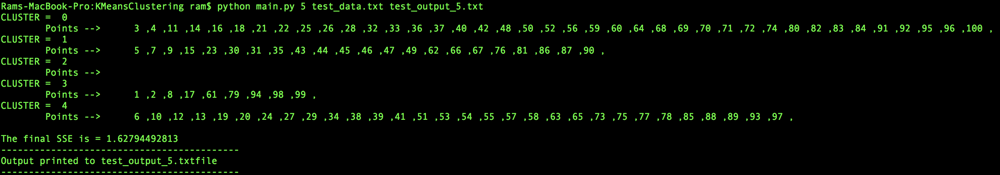 Rams-MacBook-Pro:KMeansClustering ram$ python main.py 5 test_data.txt test_output_5.txt
CLUSTER =  0
        Points -->      3 ,4 ,11 ,14 ,16 ,18 ,21 ,22 ,25 ,26 ,28 ,32 ,33 ,36 ,37 ,40 ,42 ,48 ,50 ,52 ,56 ,59 ,60 ,64 ,68 ,69 ,70 ,71 ,72 ,74 ,80 ,82 ,83 ,84 ,91 ,92 ,95 ,96 ,100 ,
CLUSTER =  1
        Points -->      5 ,7 ,9 ,15 ,23 ,30 ,31 ,35 ,43 ,44 ,45 ,46 ,47 ,49 ,62 ,66 ,67 ,76 ,81 ,86 ,87 ,90 ,
CLUSTER =  2
        Points -->
CLUSTER =  3
        Points -->      1 ,2 ,8 ,17 ,61 ,79 ,94 ,98 ,99 ,
CLUSTER =  4
        Points -->      6 ,10 ,12 ,13 ,19 ,20 ,24 ,27 ,29 ,34 ,38 ,39 ,41 ,51 ,53 ,54 ,55 ,57 ,58 ,63 ,65 ,73 ,75 ,77 ,78 ,85 ,88 ,89 ,93 ,97 ,

The final SSE is = 1.62794492813
-------------------------------------------
Output printed to test_output_5.txtfile
-------------------------------------------